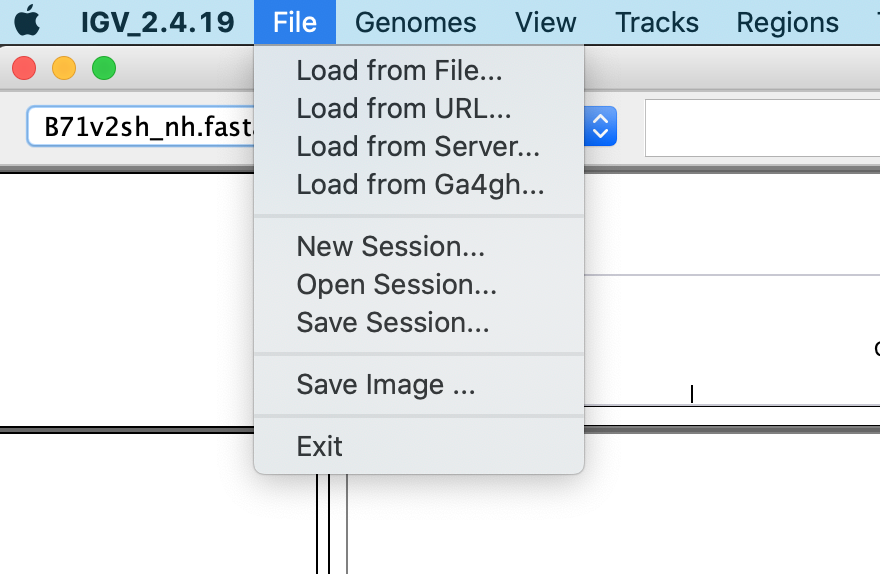 IGV_2.4.19 File Genomes View Tracks Regions
Load from File...
Load from URL...
B71v2sh_nh.fast
Load from Server...
Load from Ga4gh...
New Session...
Open Session...
Save Session...
Save Image ...
Exit